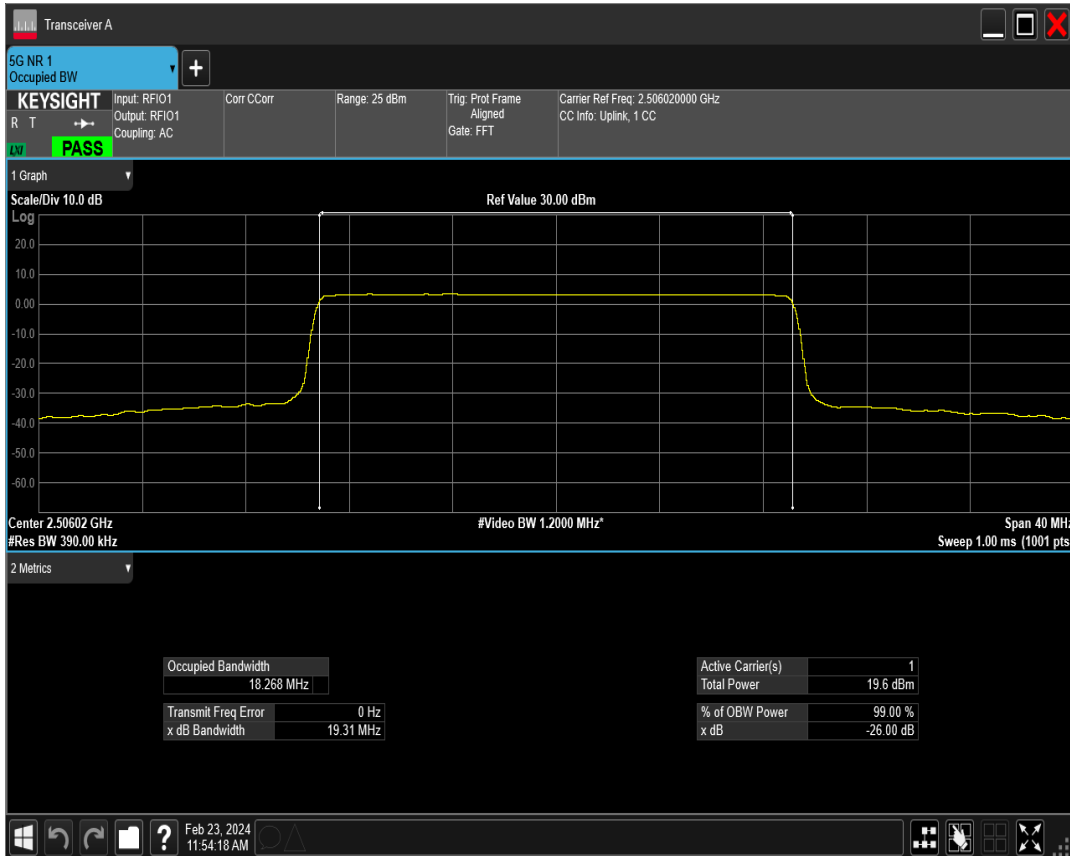 Transceiver A
5G NR 1
Occupied BW
KEYSIGHT
R T
LXI
PASS
Input: RFIO1
Output: RFIO1
Coupling: AC
Corr CCorr
Range: 25 dBm
Trig: Prot Frame
Aligned
Gate: FFT
Carrier Ref Freq: 2.506020000 GHz
CC Info: Uplink, 1 CC
1 Graph
Scale/Div 10.0 dB
Ref Value 30.00 dBm
Log
20.0
10.0
0.00
-10.0
-20.0
-30.0
-40.0
-50.0
-60.0
Center 2.50602 GHz
#Video BW 1.2000 MHz*
Span 40 MHz
#Res BW 390.00 kHz
Sweep 1.00 ms (1001 pts
2 Metrics
Occupied Bandwidth
18.268 MHz
Transmit Freq Error 0 Hz
x dB Bandwidth 19.31 MHz
Active Carrier(s) 1
Total Power 19.6 dBm
% of OBW Power 99.00 %
x dB -26.00 dB
?
Feb 23, 2024
11:54:18 AM